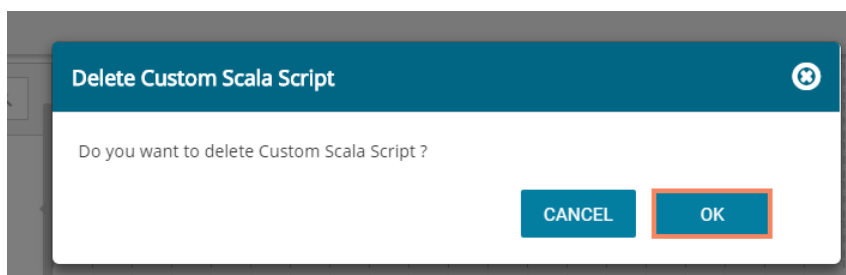 Delete Custom Scala Script
Do you want to delete Custom Scala Script ?
CANCEL OK